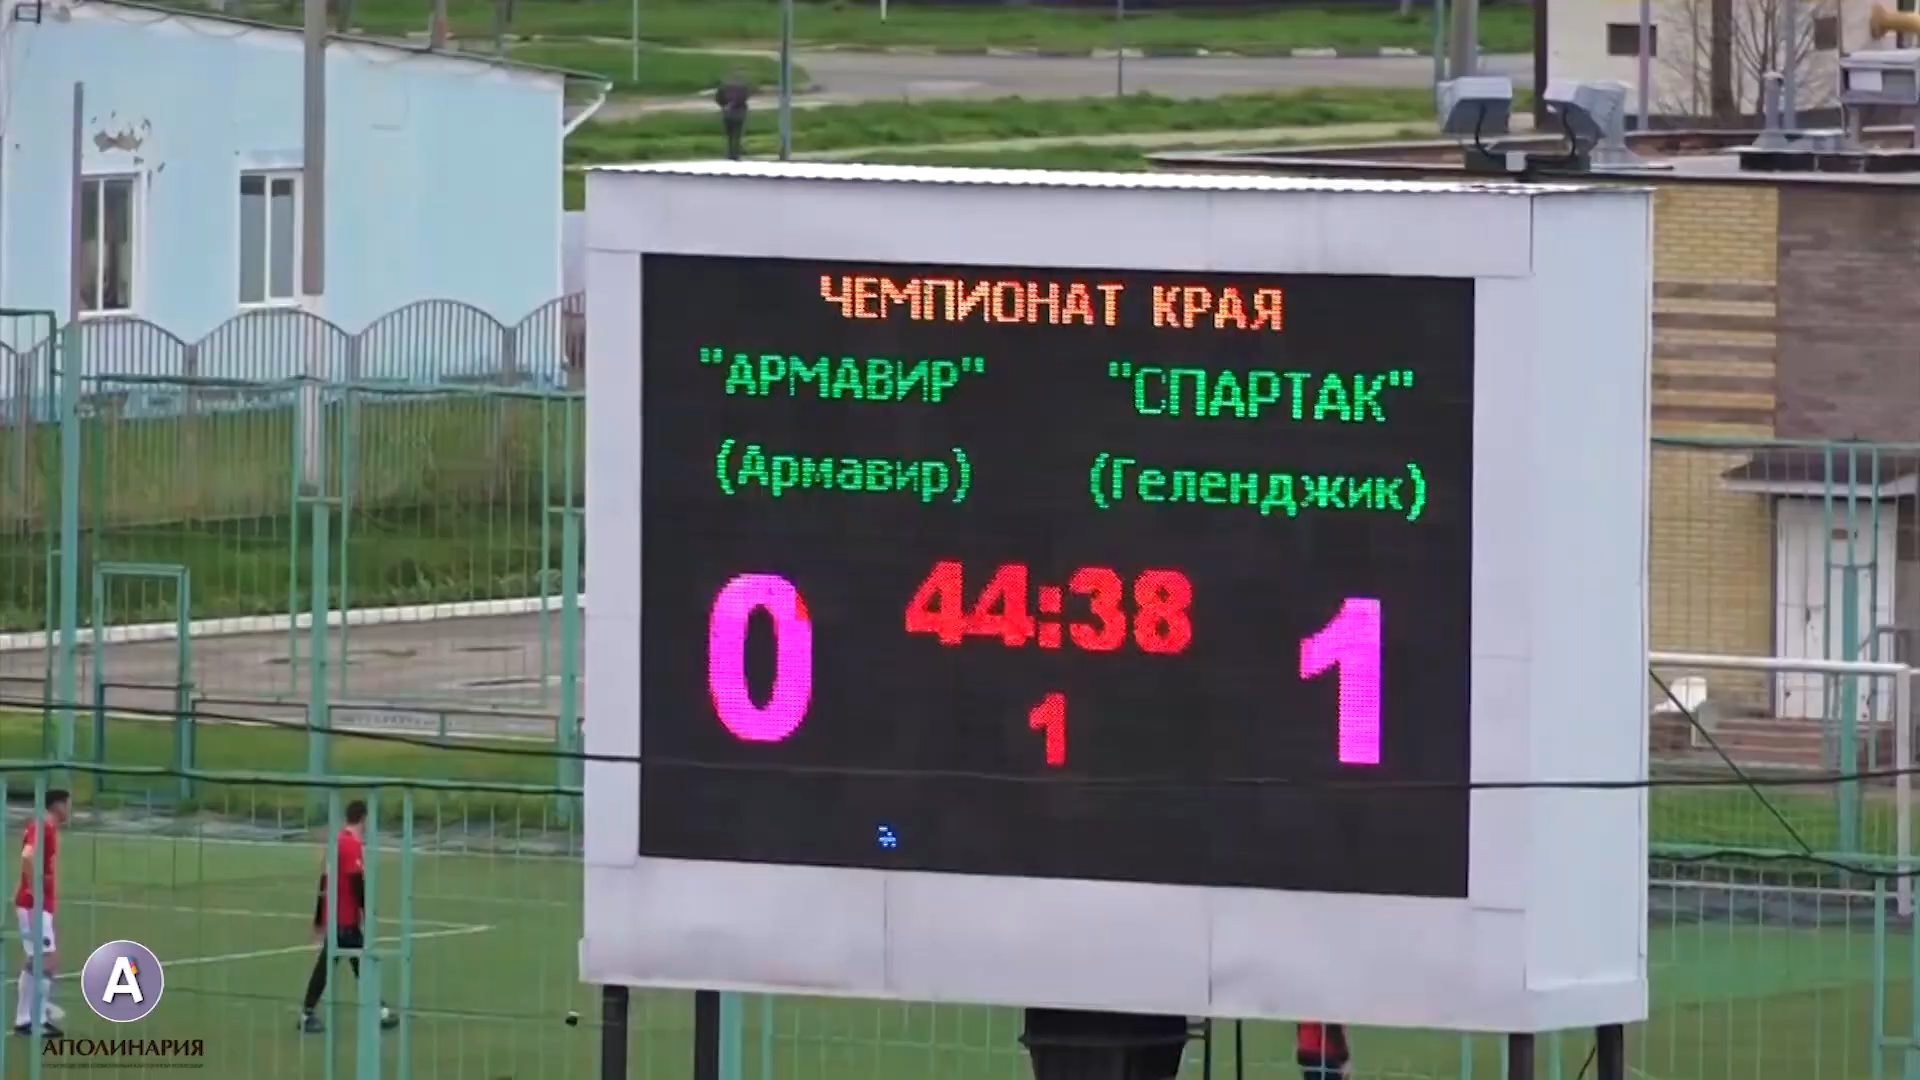 ЧЕМПИОНАТ КРАЯ
"АРМАВИР" "СПАРТАК"
(Армавир) (Геленджик)
0 44:38 1
1
А
АПОЛИНАРИЯ